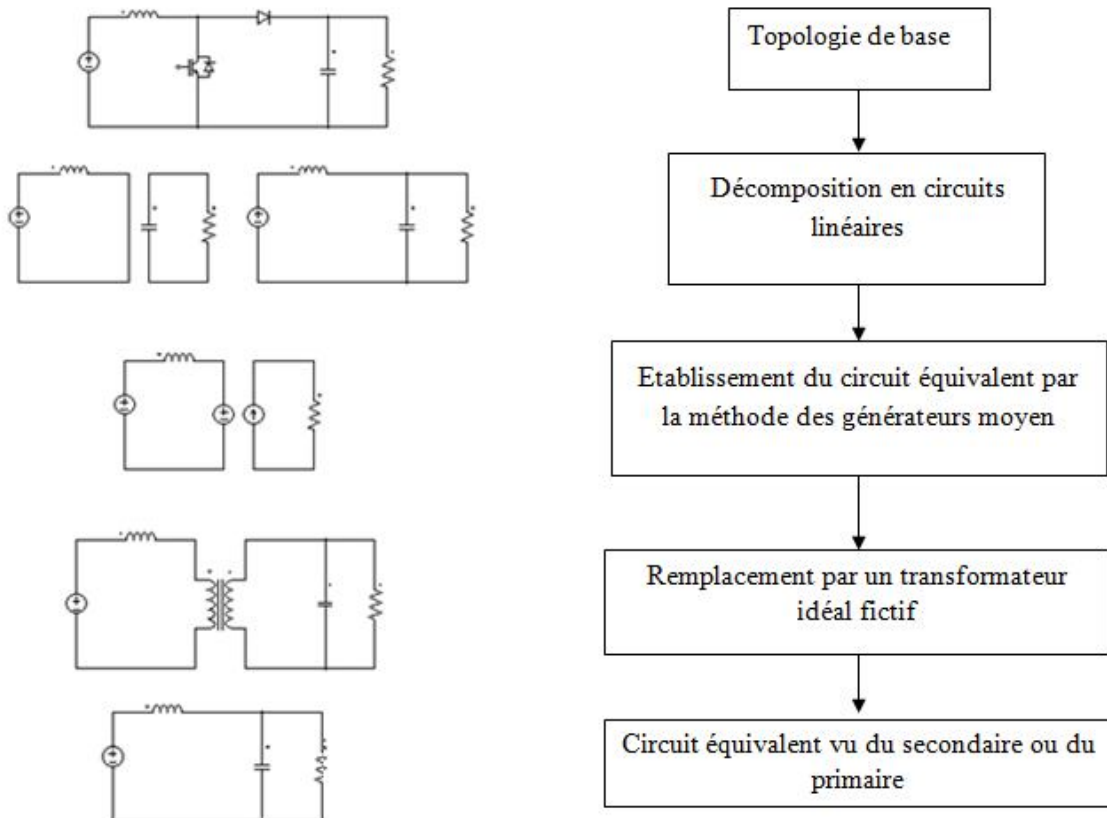 Topologie de base
Décomposition en circuits
linéaires
Etablissement du circuit équivalent par
la méthode des générateurs moyen
Remplacement par un transformateur
idéal fictif
Circuit équivalent vu du secondaire ou du
primaire